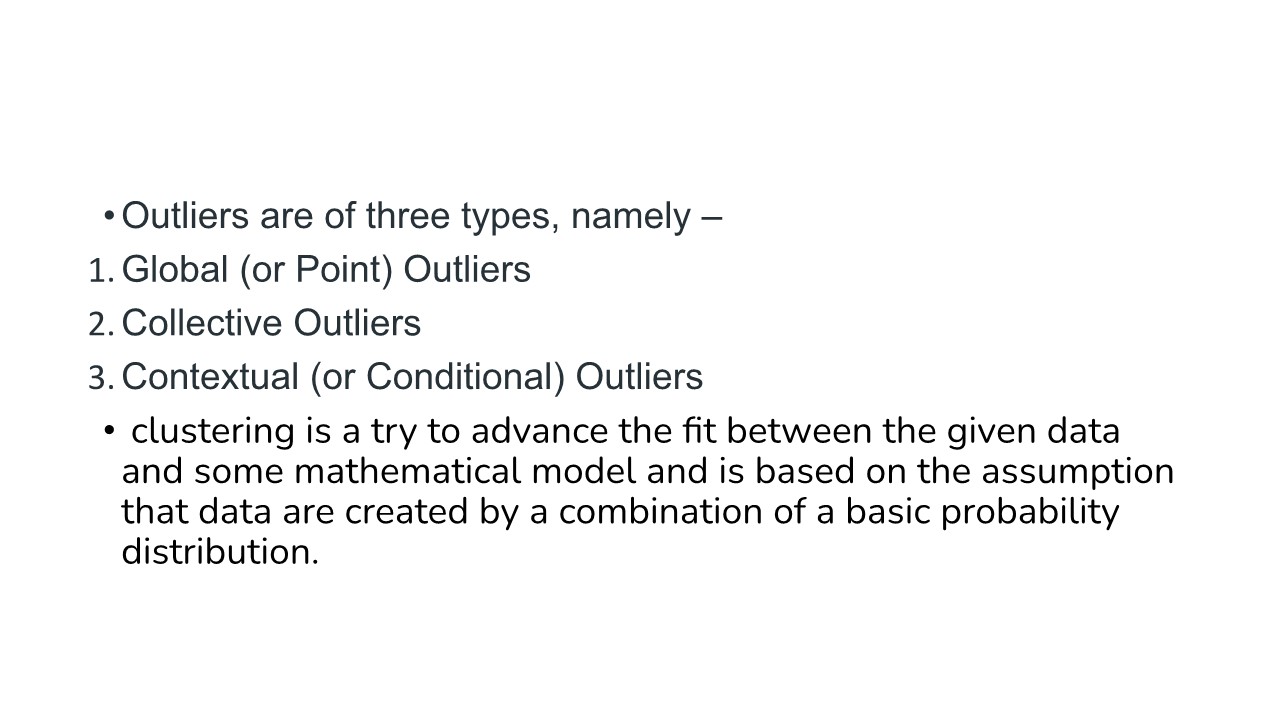 • Outliers are of three types, namely –
1. Global (or Point) Outliers
2. Collective Outliers
3. Contextual (or Conditional) Outliers
• clustering is a try to advance the fit between the given data
and some mathematical model and is based on the assumption
that data are created by a combination of a basic probability
distribution.